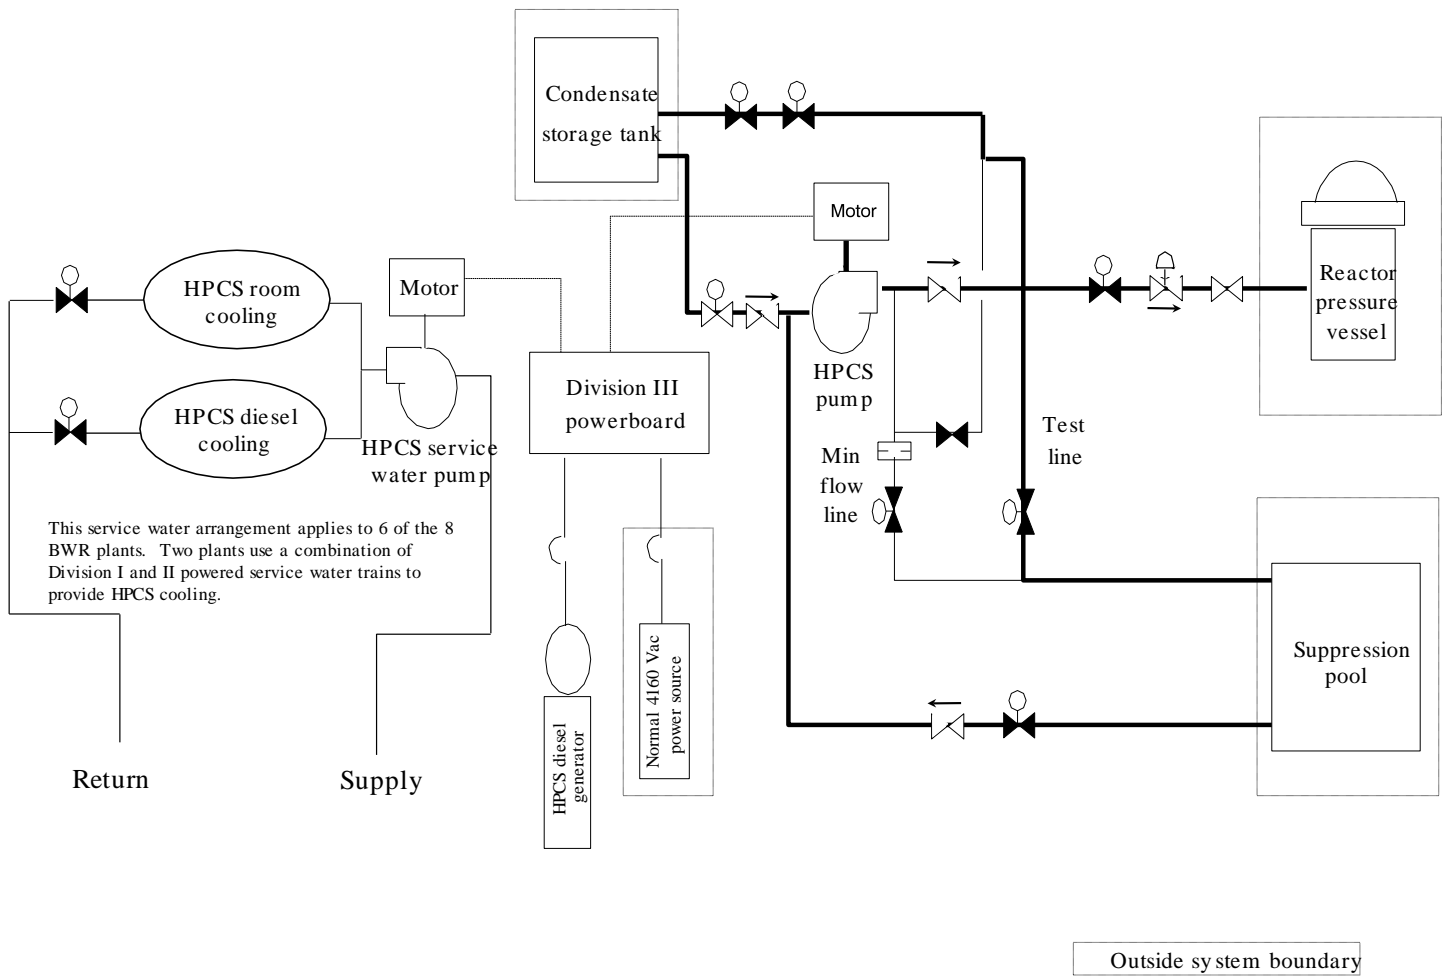 Condensate
storage tank
Motor
Reactor
pressure
vessel
HPCS room
cooling
Motor
HPCS
pump
Division III
powerboard
HPCS diesel
cooling
HPCS service
water pump
Test
line
Min
flow
line
This service water arrangement applies to 6 of the 8
BWR plants. Two plants use a combination of
Division I and II powered service water trains to
provide HPCS cooling.
Suppression
pool
Normal 4160 Vac
power source
HPCS diesel
generator
Return
Supply
Outside system boundary